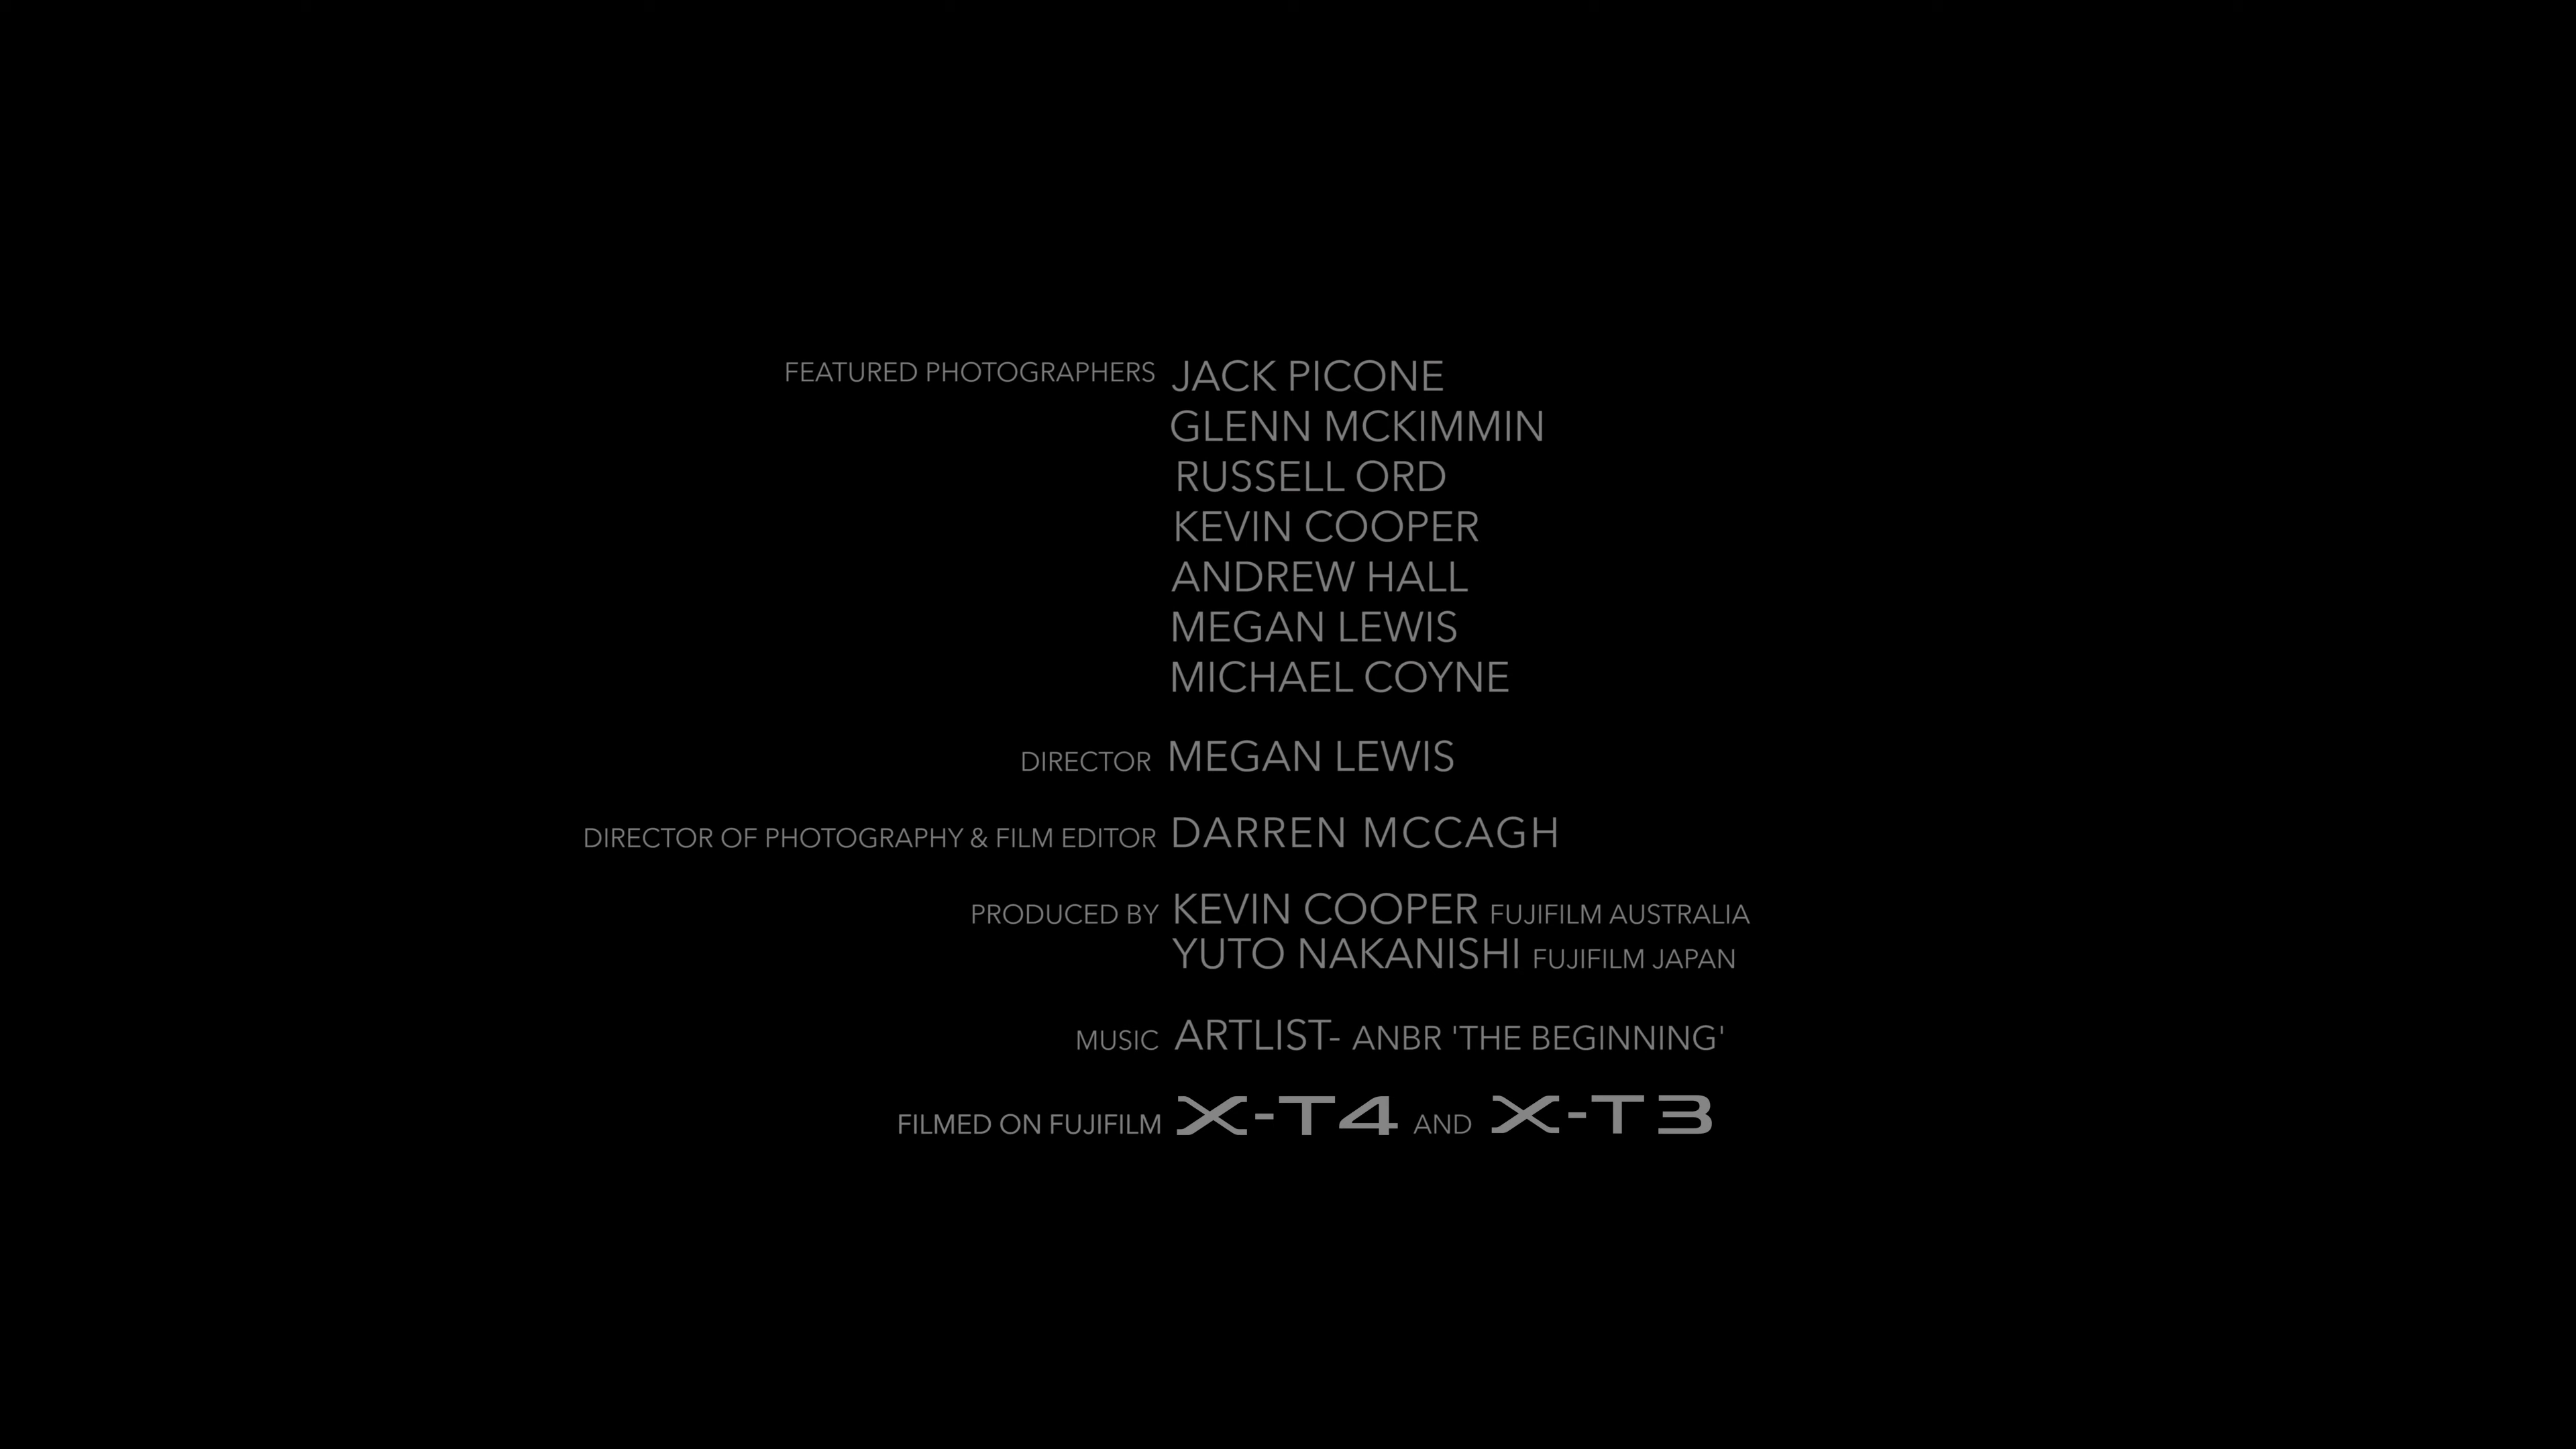 FEATURED PHOTOGRAPHERS JACK PICONE
GLENN MCKIMMIN
RUSSELL ORD
KEVIN COOPER
ANDREW HALL
MEGAN LEWIS
MICHAEL COYNE
DIRECTOR MEGAN LEWIS
DIRECTOR OF PHOTOGRAPHY & FILM EDITOR DARREN MCCAGH
PRODUCED BY KEVIN COOPER FUJIFILM AUSTRALIA
YUTO NAKANISHI FUJIFILM JAPAN
MUSIC ARTLIST- ANBR 'THE BEGINNING'
FILMED ON FUJIFILM X-T4 AND X-T3